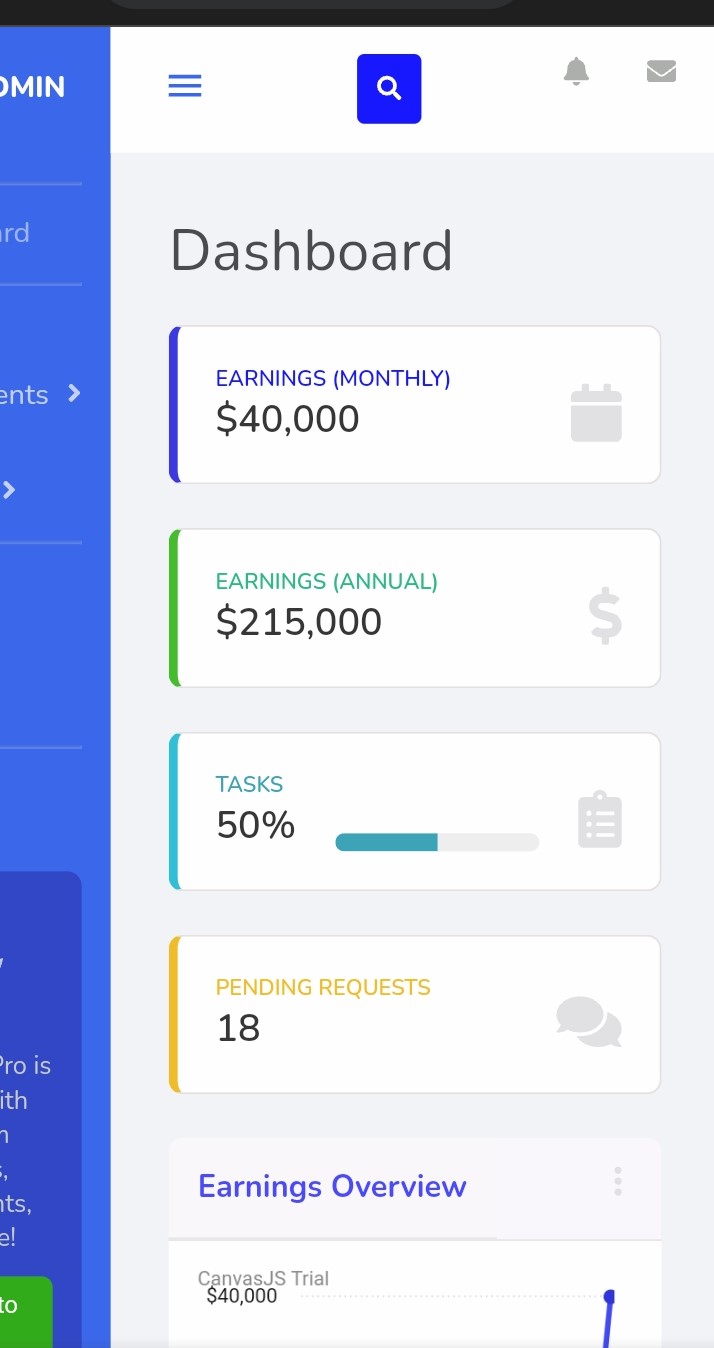 DMIN
ard
ents
Pro is
ith
n
s,
nts,
e!
to
Dashboard
EARNINGS (MONTHLY)
$40,000
EARNINGS (ANNUAL)
$215,000
TASKS
50%
PENDING REQUESTS
18
Earnings Overview
CanvasJS Trial
$40,000